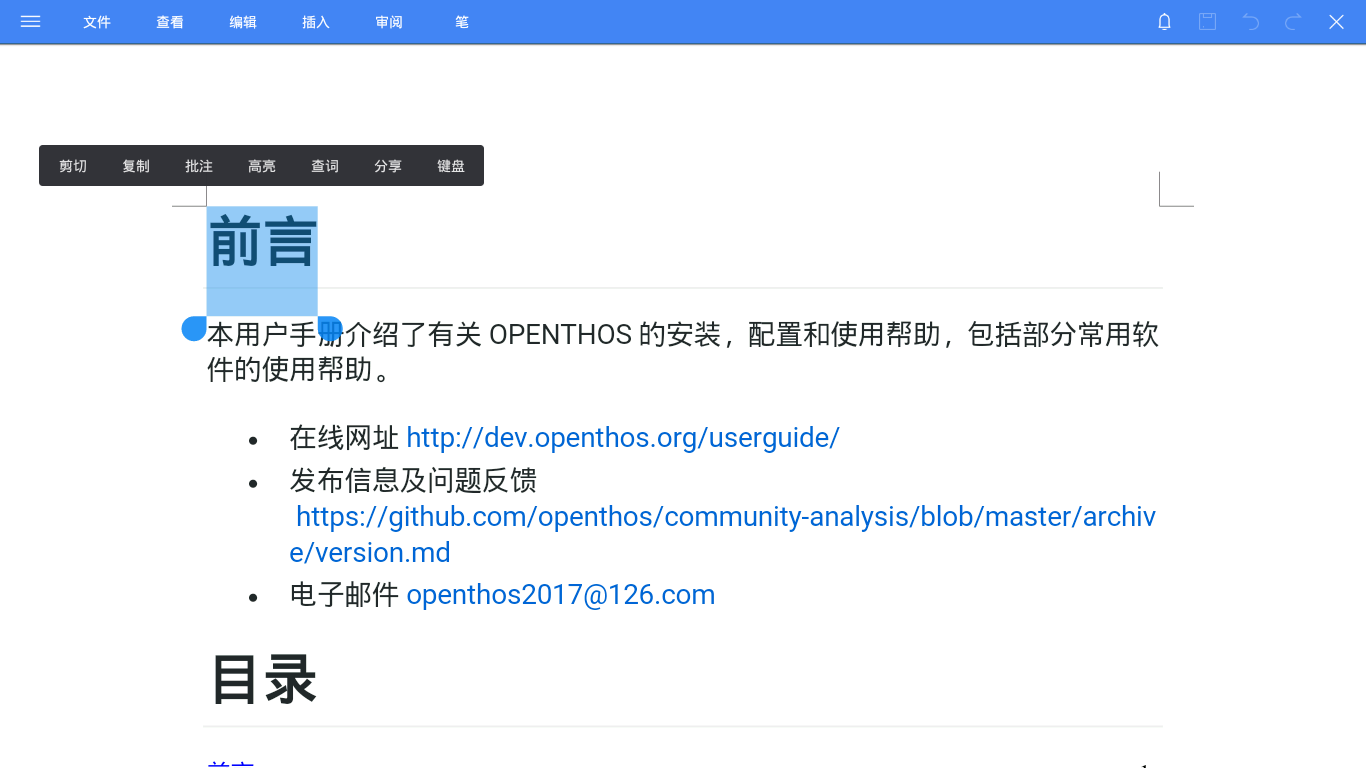 文件 查看 编辑 插入 审阅 笔
剪切 复制 批注 高亮 查词 分享 键盘
前言
本用户手册介绍了有关 OPENTHOS 的安装，配置和使用帮助，包括部分常用软
件的使用帮助。
在线网址 http://dev.openthos.org/userguide/
发布信息及问题反馈
https://github.com/openthos/community-analysis/blob/master/archiv
e/version.md
电子邮件 openthos2017@126.com
目录